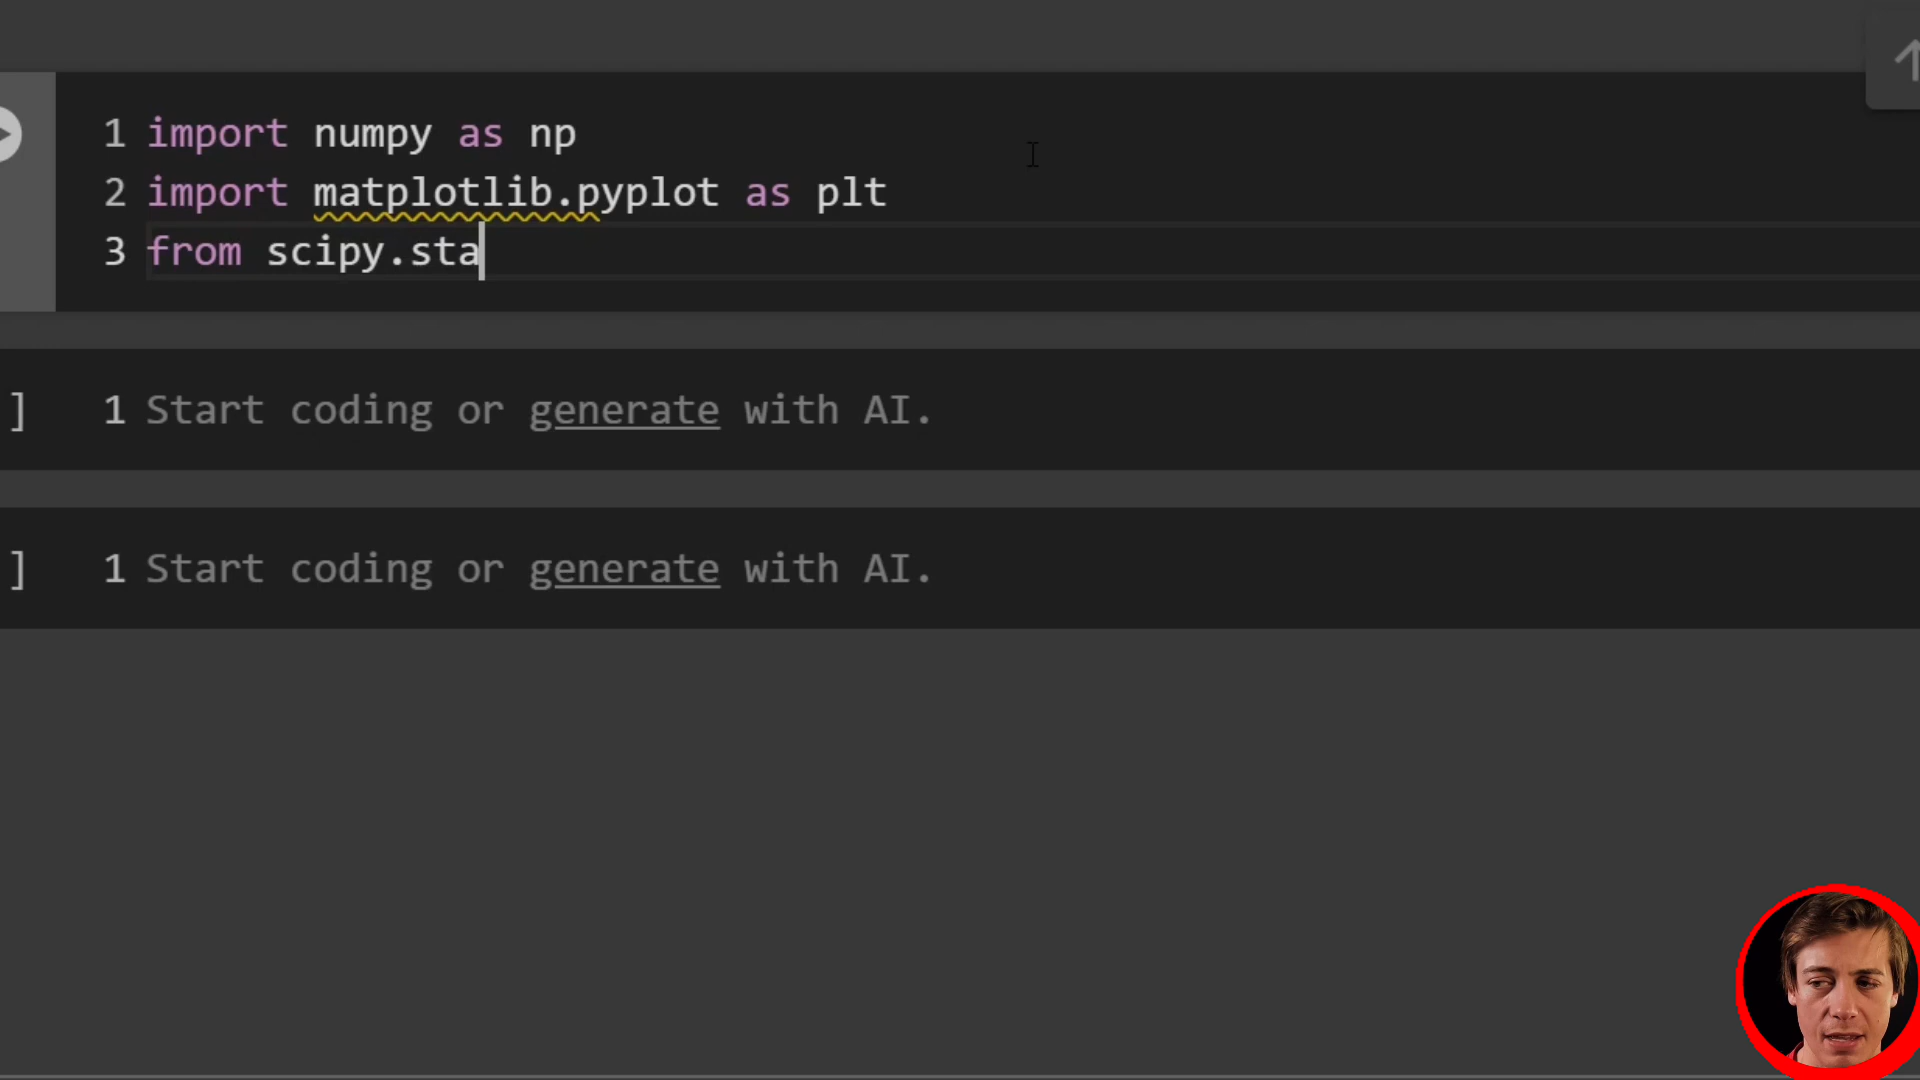 1 import numpy as np
2 import matplotlib.pyplot as plt
3 from scipy.sta
] 1 Start coding or generate with AI.
] 1 Start coding or generate with AI.